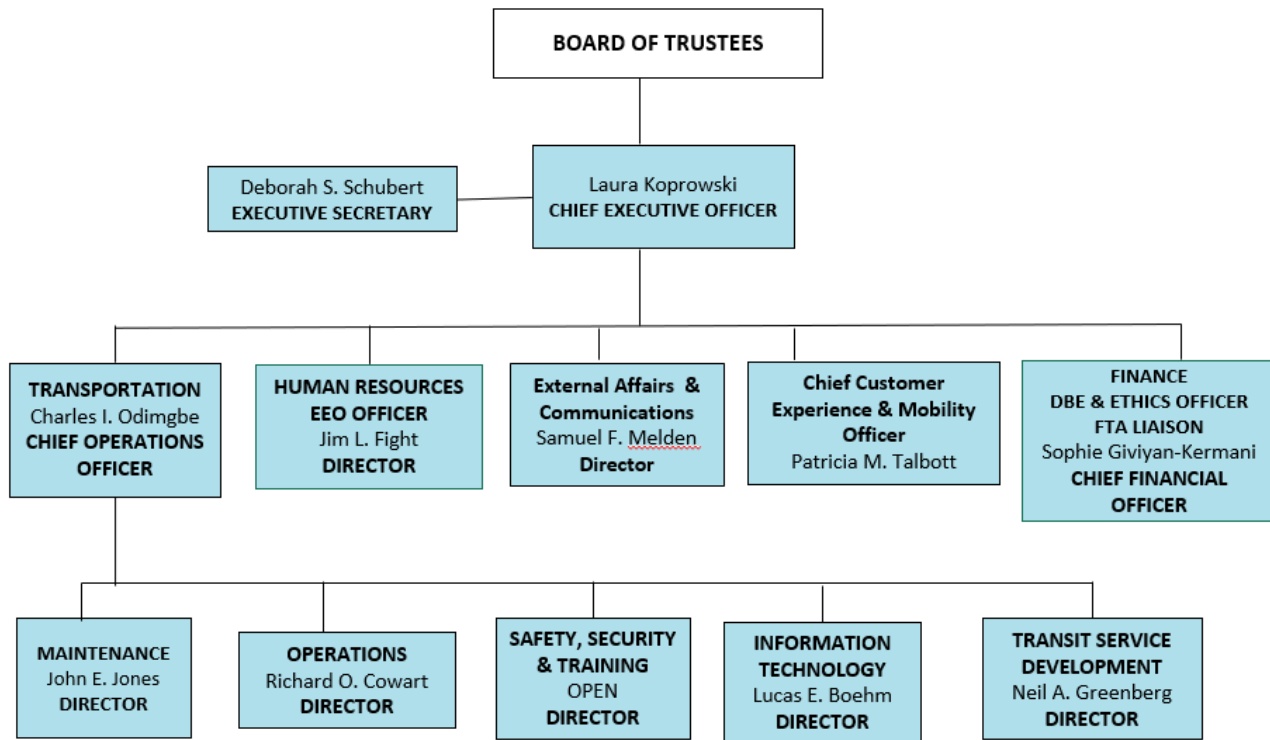 BOARD OF TRUSTEES
Deborah S. Schubert
EXECUTIVE SECRETARY
Laura Koprowski
CHIEF EXECUTIVE OFFICER
TRANSPORTATION
Charles I. Odimgbe
CHIEF OPERATIONS
OFFICER
HUMAN RESOURCES
EEO OFFICER
Jim L. Fight
DIRECTOR
External Affairs &
Communications
Samuel F. Melden
Director
Chief Customer
Experience & Mobility
Officer
Patricia M. Talbott
FINANCE
DBE & ETHICS OFFICER
FTA LIAISON
Sophie Giviyan-Kermani
CHIEF FINANCIAL
OFFICER
MAINTENANCE
John E. Jones
DIRECTOR
OPERATIONS
Richard O. Cowart
DIRECTOR
SAFETY, SECURITY
& TRAINING
OPEN
DIRECTOR
INFORMATION
TECHNOLOGY
Lucas E. Boehm
DIRECTOR
TRANSIT SERVICE
DEVELOPMENT
Neil A. Greenberg
DIRECTOR